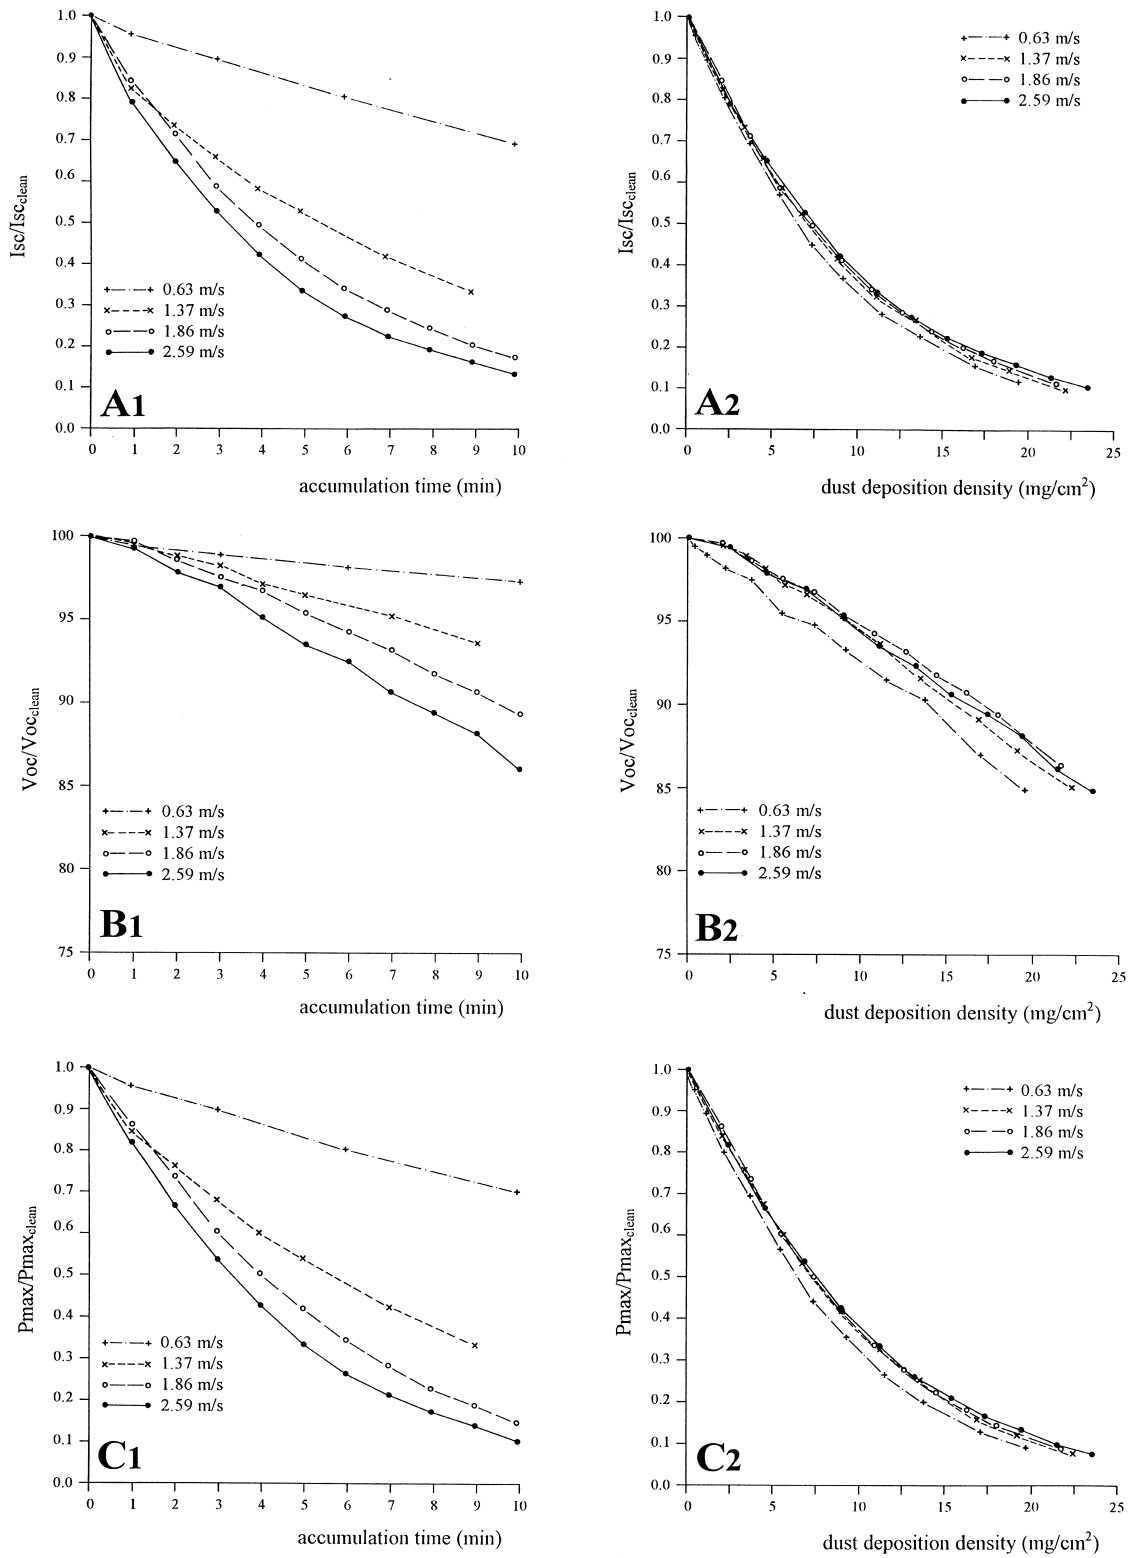 1.0
0.9
0.8
0.7
0.6
0.5
0.4
0.3
0.2
0.1
0.0
Isc/Isc_clean
0.63 m/s
1.37 m/s
1.86 m/s
2.59 m/s
A1
0 1 2 3 4 5 6 7 8 9 10
accumulation time (min)
1.0
0.9
0.8
0.7
0.6
0.5
0.4
0.3
0.2
0.1
0.0
Isc/Isc_clean
0.63 m/s
1.37 m/s
1.86 m/s
2.59 m/s
A2
0 5 10 15 20 25
dust deposition density (mg/cm²)
100
95
90
85
80
75
Voc/Voc_clean
0.63 m/s
1.37 m/s
1.86 m/s
2.59 m/s
B1
0 1 2 3 4 5 6 7 8 9 10
accumulation time (min)
100
95
90
85
80
75
Voc/Voc_clean
0.63 m/s
1.37 m/s
1.86 m/s
2.59 m/s
B2
0 5 10 15 20 25
dust deposition density (mg/cm²)
1.0
0.9
0.8
0.7
0.6
0.5
0.4
0.3
0.2
0.1
0.0
Pmax/Pmax_clean
0.63 m/s
1.37 m/s
1.86 m/s
2.59 m/s
C1
0 1 2 3 4 5 6 7 8 9 10
accumulation time (min)
1.0
0.9
0.8
0.7
0.6
0.5
0.4
0.3
0.2
0.1
0.0
Pmax/Pmax_clean
0.63 m/s
1.37 m/s
1.86 m/s
2.59 m/s
C2
0 5 10 15 20 25
dust deposition density (mg/cm²)